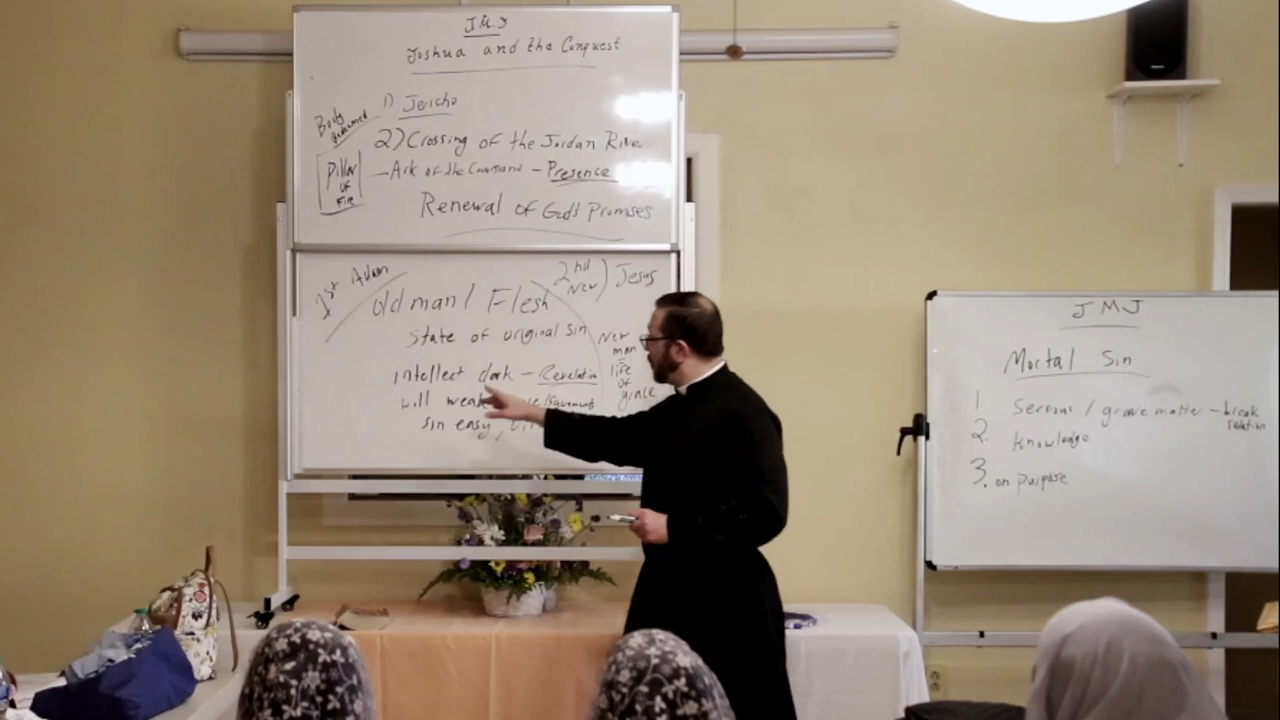 J.M.J
Joshua and the Conquest
1) Jericho
Body
2) Crossing of the Jordan River
Pillar
OF
Fire
- Ark of the Covenant - Presence
Renewal of God's Promises
1st Adam
2nd
New) Jesus
Old man / Flesh
State of original Sin
New
man
=
life
of
grace
intellect dark - Revelation
will weak
sin easy,
JMJ
Mortal Sin
1. Serious / grave matter - break
relation
2. Knowledge
3. on purpose